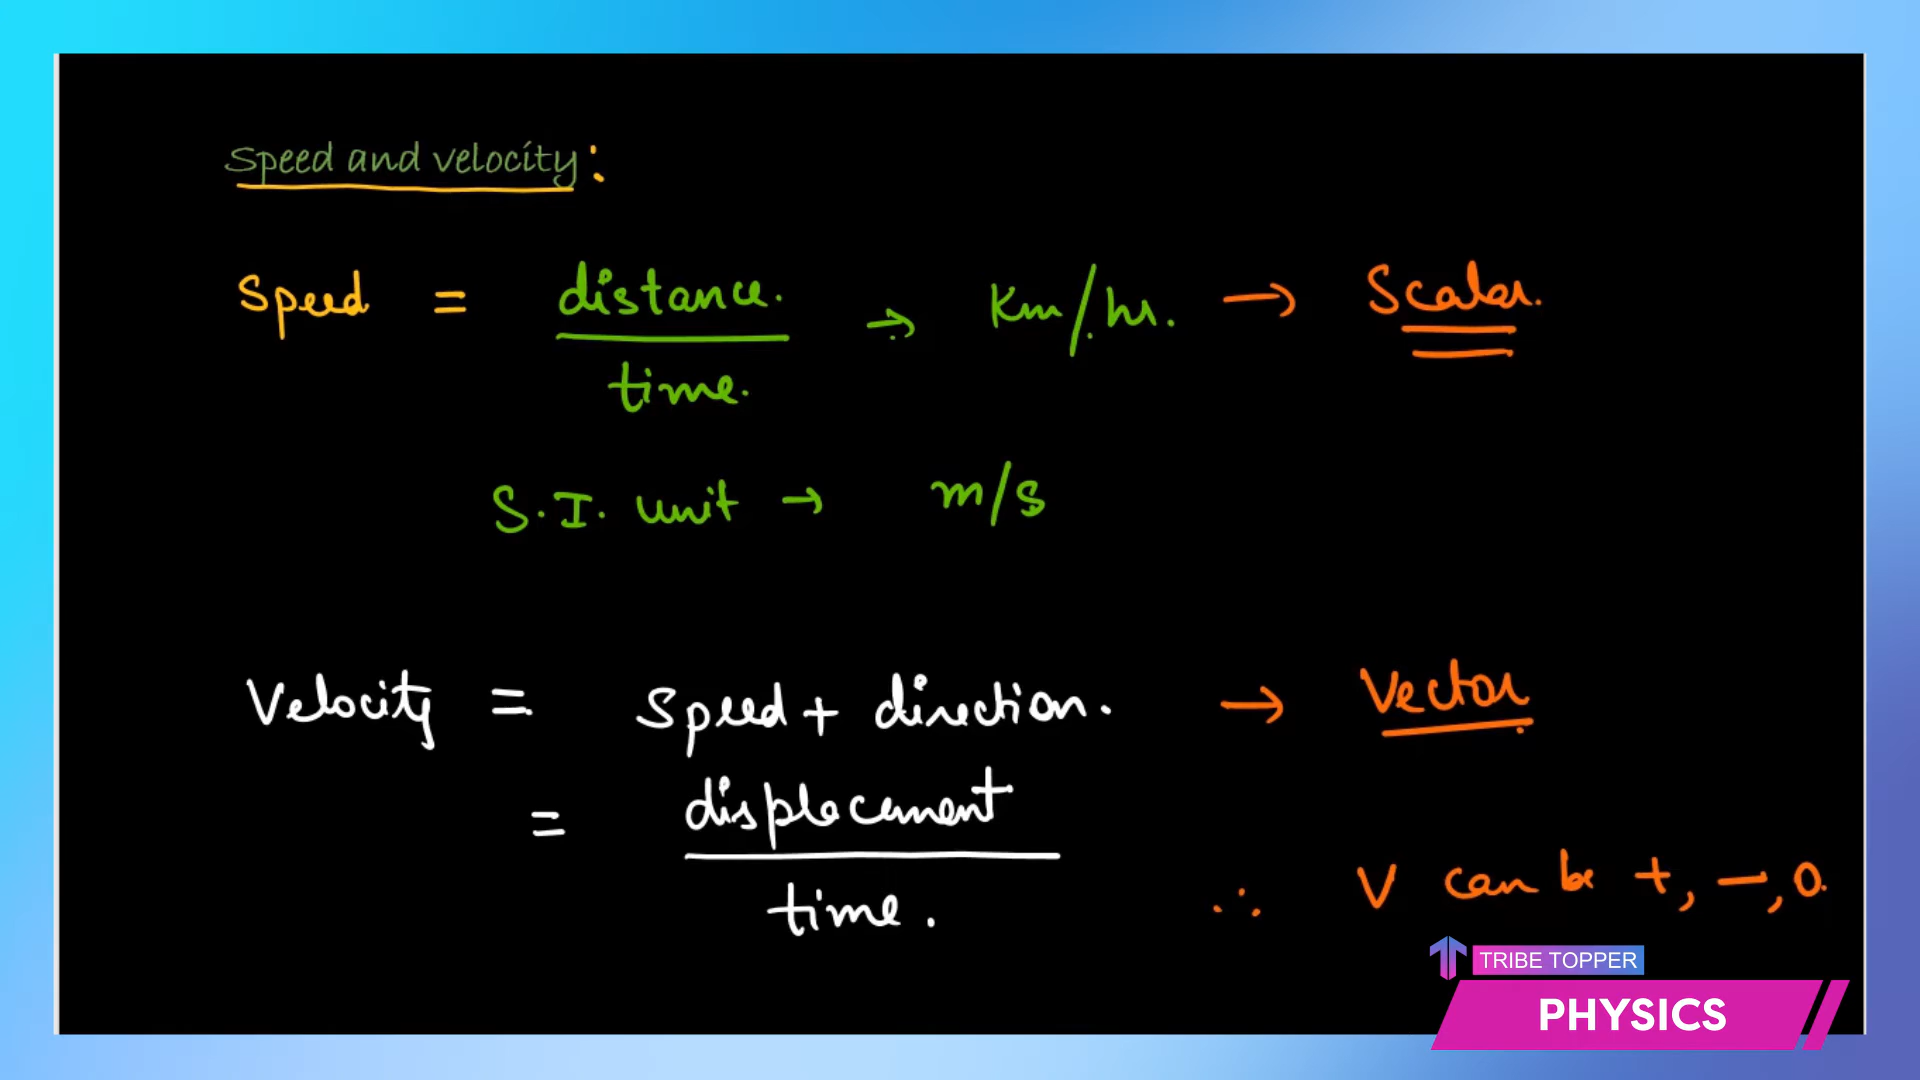 Speed and velocity:
Speed = distance. / time. → Km/hr. → Scalar.
S.I. unit → m/s
Velocity = Speed + direction. → Vector
= displacement / time.
∴ V can be +, –, 0.
TRIBE TOPPER
PHYSICS